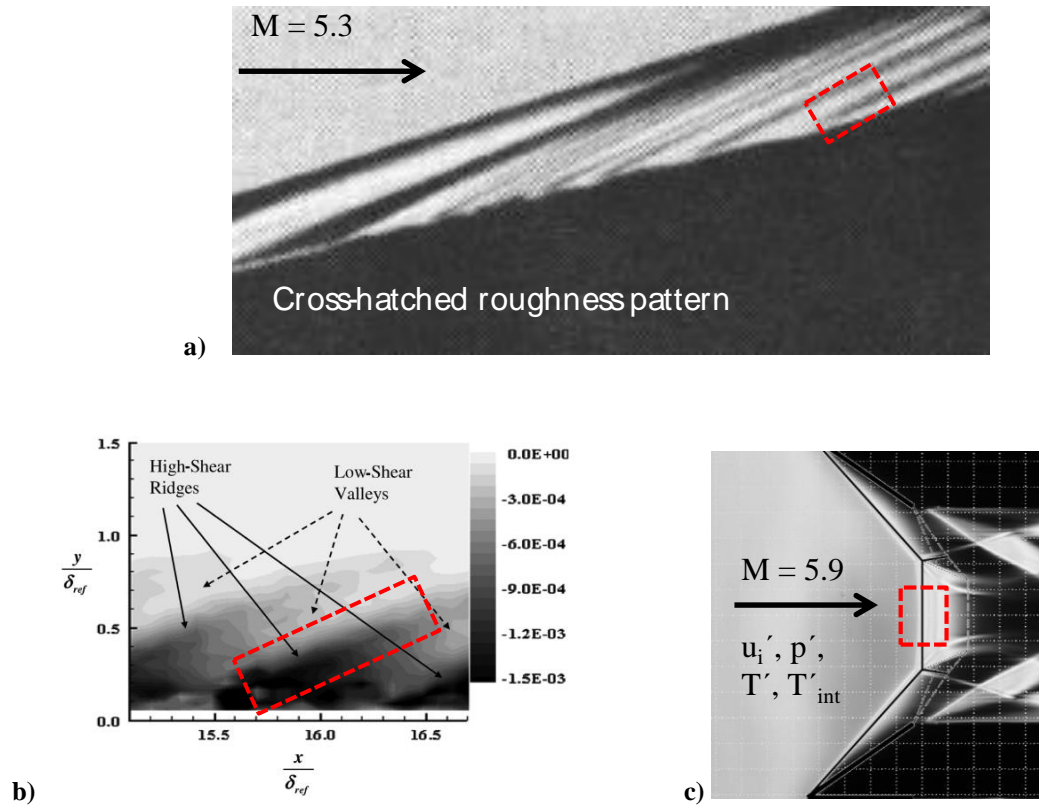 M = 5.3
Cross-hatched roughness pattern
a)
1.5
High-Shear
Ridges
Low-Shear
Valleys
0.0E+00
-3.0E-04
-6.0E-04
-9.0E-04
-1.2E-03
-1.5E-03
1.0
y
δref
0.5
0.0
15.5
16.0
16.5
x
δref
b)
M = 5.9
ui´, p´,
T´, T´int
c)